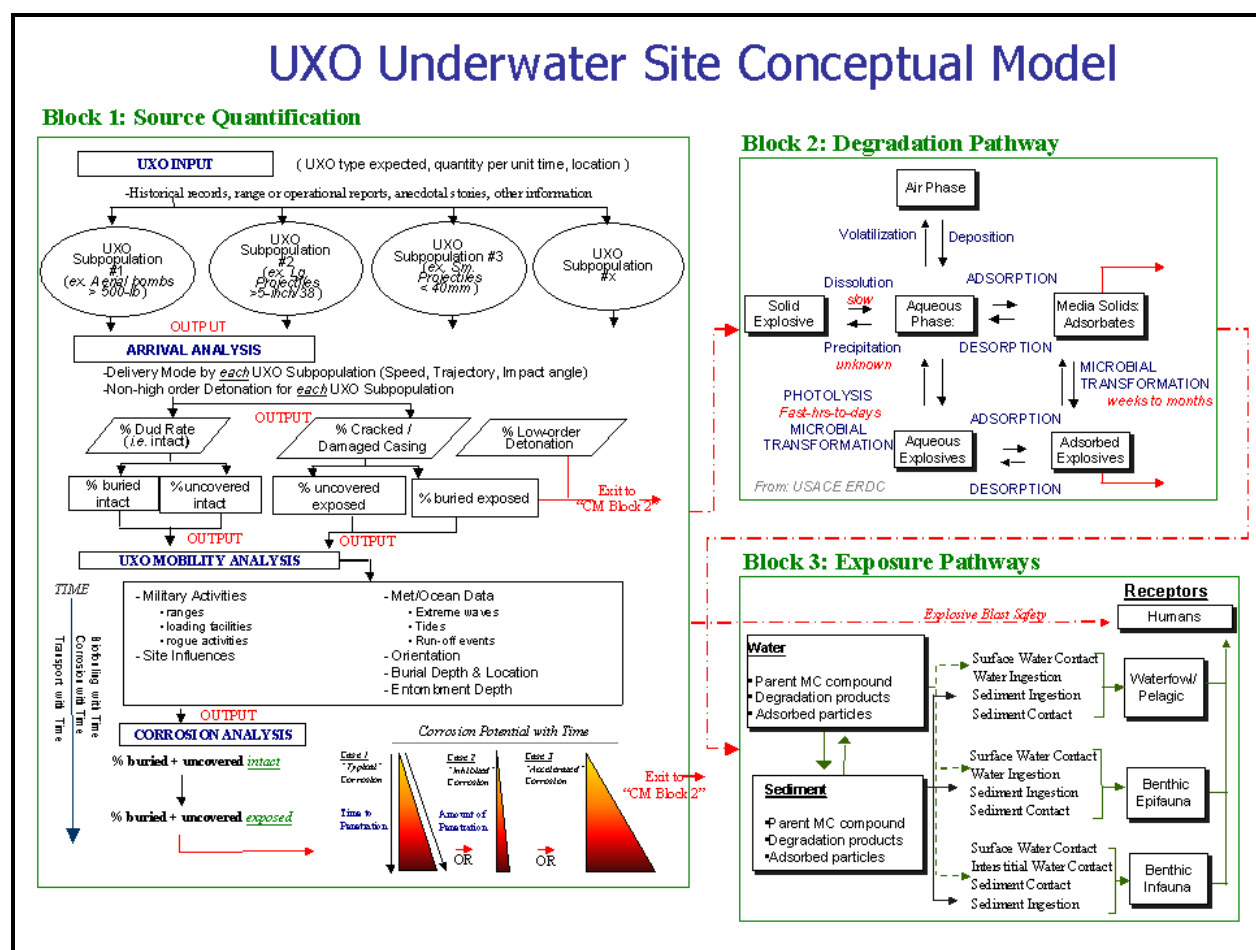 UXO Underwater Site Conceptual Model
Block 1: Source Quantification
UXO INPUT
( UXO type expected, quantity per unit time, location )
-Historical records, range or operational reports, anecdotal stories, other information
UXO
Subpopulation
#1
(ex. Aerial bombs
> 500-lb)
UXO
Subpopulation
#2
(ex. Lg.
Projectiles
>5-inch/38)
UXO
Subpopulation #3
(ex. Sm.
Projectiles
< 40mm)
UXO
Subpopulation
#x
OUTPUT
ARRIVAL ANALYSIS
-Delivery Mode by each UXO Subpopulation (Speed, Trajectory, Impact angle)
-Non-high order Detonation for each UXO Subpopulation
OUTPUT
% Dud Rate
(i.e. intact)
% Cracked /
Damaged Casing
% Low-order
Detonation
% buried
intact
%uncovered
intact
% uncovered
exposed
% buried exposed
Exit to
"CM Block 2"
OUTPUT
OUTPUT
UXO MOBILITY ANALYSIS
TIME
Biofouling with Time
Corrosion with Time
Transport with Time
- Military Activities
• ranges
• loading facilities
• rogue activities
- Site Influences
- Met/Ocean Data
• Extreme waves
• Tides
• Run-off events
- Orientation
- Burial Depth & Location
- Entombment Depth
OUTPUT
CORROSION ANALYSIS
% buried + uncovered intact
% buried + uncovered exposed
Corrosion Potential with Time
Case 1
"Typical"
Corrosion
Case 2
"Inhibited"
Corrosion
Case 3
"Accelerated"
Corrosion
Time to
Penetration
Amount of
Penetration
OR
OR
Exit to
"CM Block 2"
Block 2: Degradation Pathway
Air Phase
Volatilization
Deposition
Dissolution
slow
ADSORPTION
Solid
Explosive
Aqueous
Phase:
Media Solids:
Adsorbates
Precipitation
unknown
DESORPTION
PHOTOLYSIS
Fast-hrs-to-days
MICROBIAL
TRANSFORMATION
MICROBIAL
TRANSFORMATION
weeks to months
ADSORPTION
Aqueous
Explosives
Adsorbed
Explosives
DESORPTION
From: USACE ERDC
Block 3: Exposure Pathways
Receptors
Explosive Blast Safety
Humans
Water
• Parent MC compound
• Degradation products
• Adsorbed particles
Sediment
•Parent MC compound
•Degradation products
•Adsorbed particles
Surface Water Contact
Water Ingestion
Sediment Ingestion
Sediment Contact
Waterfowl/
Pelagic
Surface Water Contact
Water Ingestion
Sediment Ingestion
Sediment Contact
Benthic
Epifauna
Surface Water Contact
Interstitial Water Contact
Sediment Contact
Sediment Ingestion
Benthic
Infauna